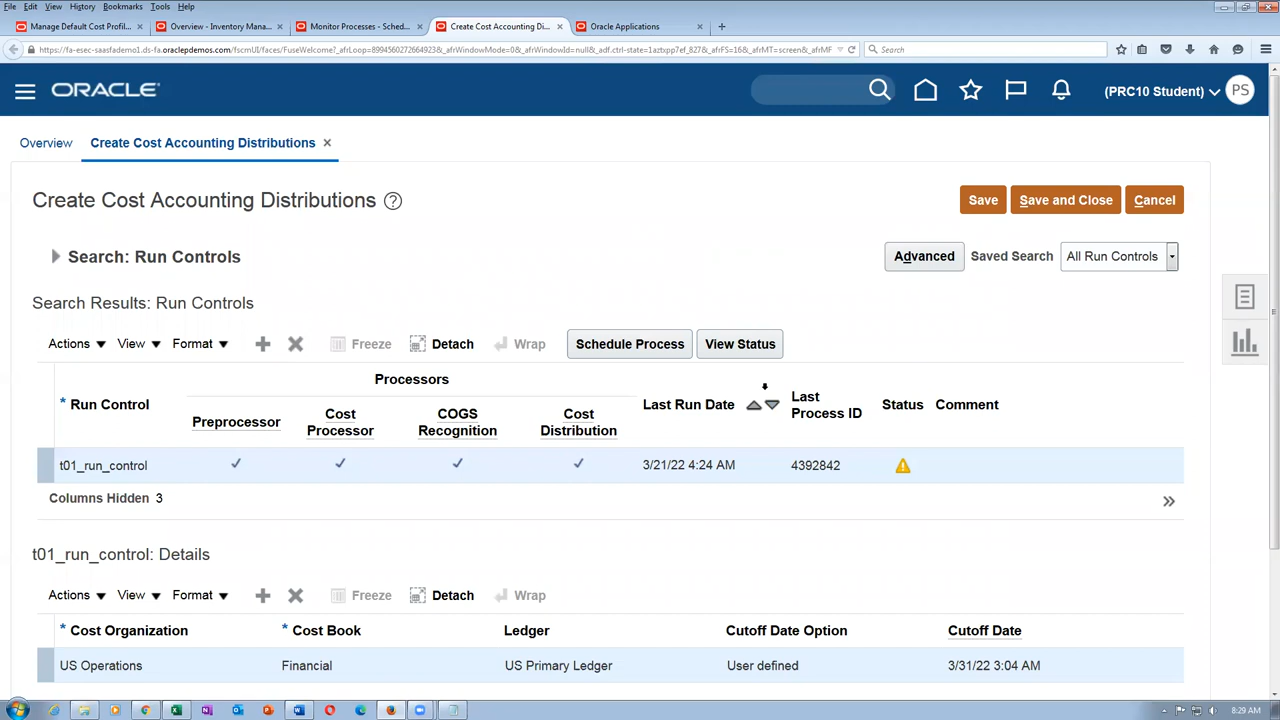 File Edit View History Bookmarks Tools Help
Manage Default Cost Profil... × Overview - Inventory Mana... × Monitor Processes - Sched... × Create Cost Accounting Di... × Oracle Applications × +
Search
ORACLE
(PRC10 Student) PS
Overview Create Cost Accounting Distributions ×
Create Cost Accounting Distributions ?
Save Save and Close Cancel
Search: Run Controls
Advanced Saved Search All Run Controls
Search Results: Run Controls
Actions View Format Freeze Detach Wrap Schedule Process View Status
Processors
* Run Control Preprocessor Cost Processor COGS Recognition Cost Distribution Last Run Date Last Process ID Status Comment
t01_run_control 3/21/22 4:24 AM 4392842
Columns Hidden 3
t01_run_control: Details
Actions View Format Freeze Detach Wrap
* Cost Organization * Cost Book Ledger Cutoff Date Option Cutoff Date
US Operations Financial US Primary Ledger User defined 3/31/22 3:04 AM
8:29 AM